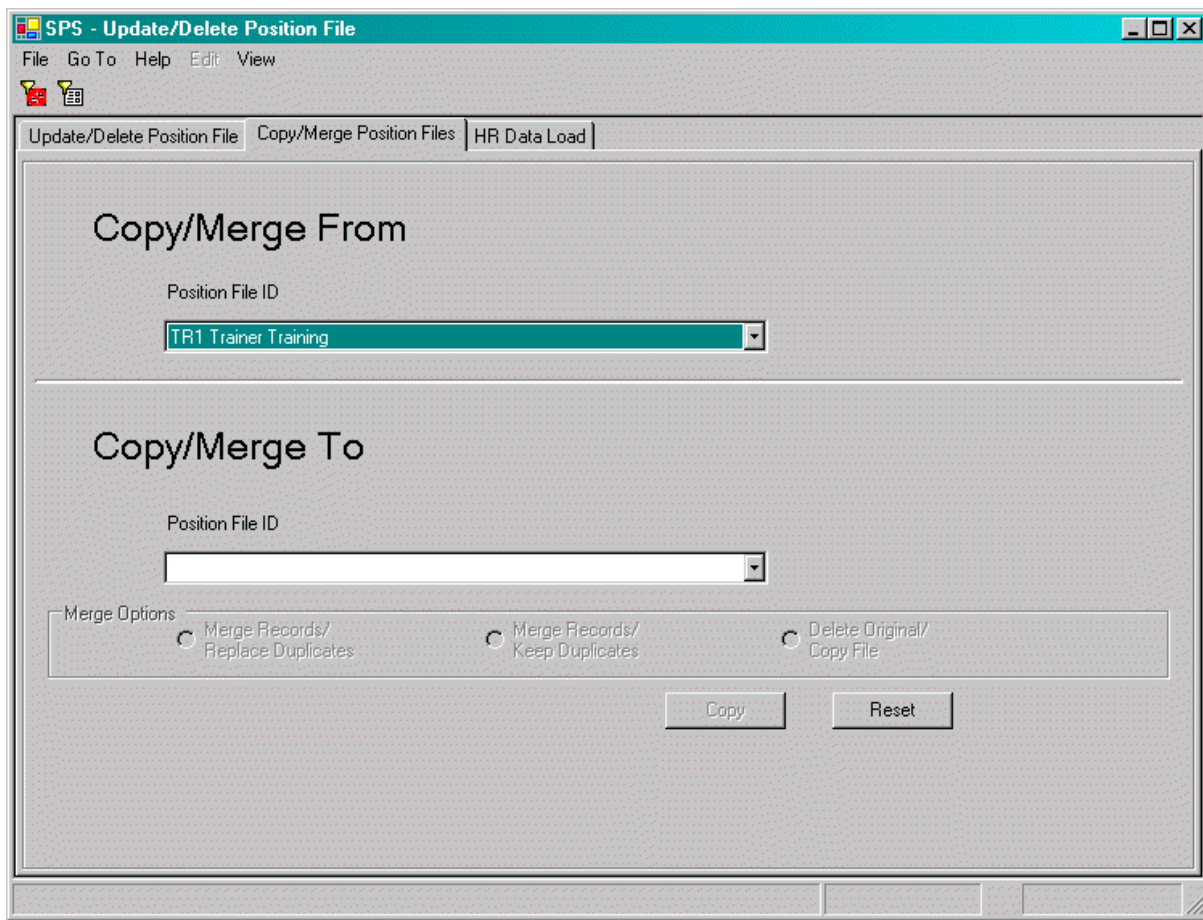 SPS - Update/Delete Position File
File Go To Help Edit View
Update/Delete Position File Copy/Merge Position Files HR Data Load
Copy/Merge From
Position File ID
TR1 Trainer Training
Copy/Merge To
Position File ID
Merge Options
Merge Records/ Merge Records/ Delete Original/
Replace Duplicates Keep Duplicates Copy File
Copy Reset